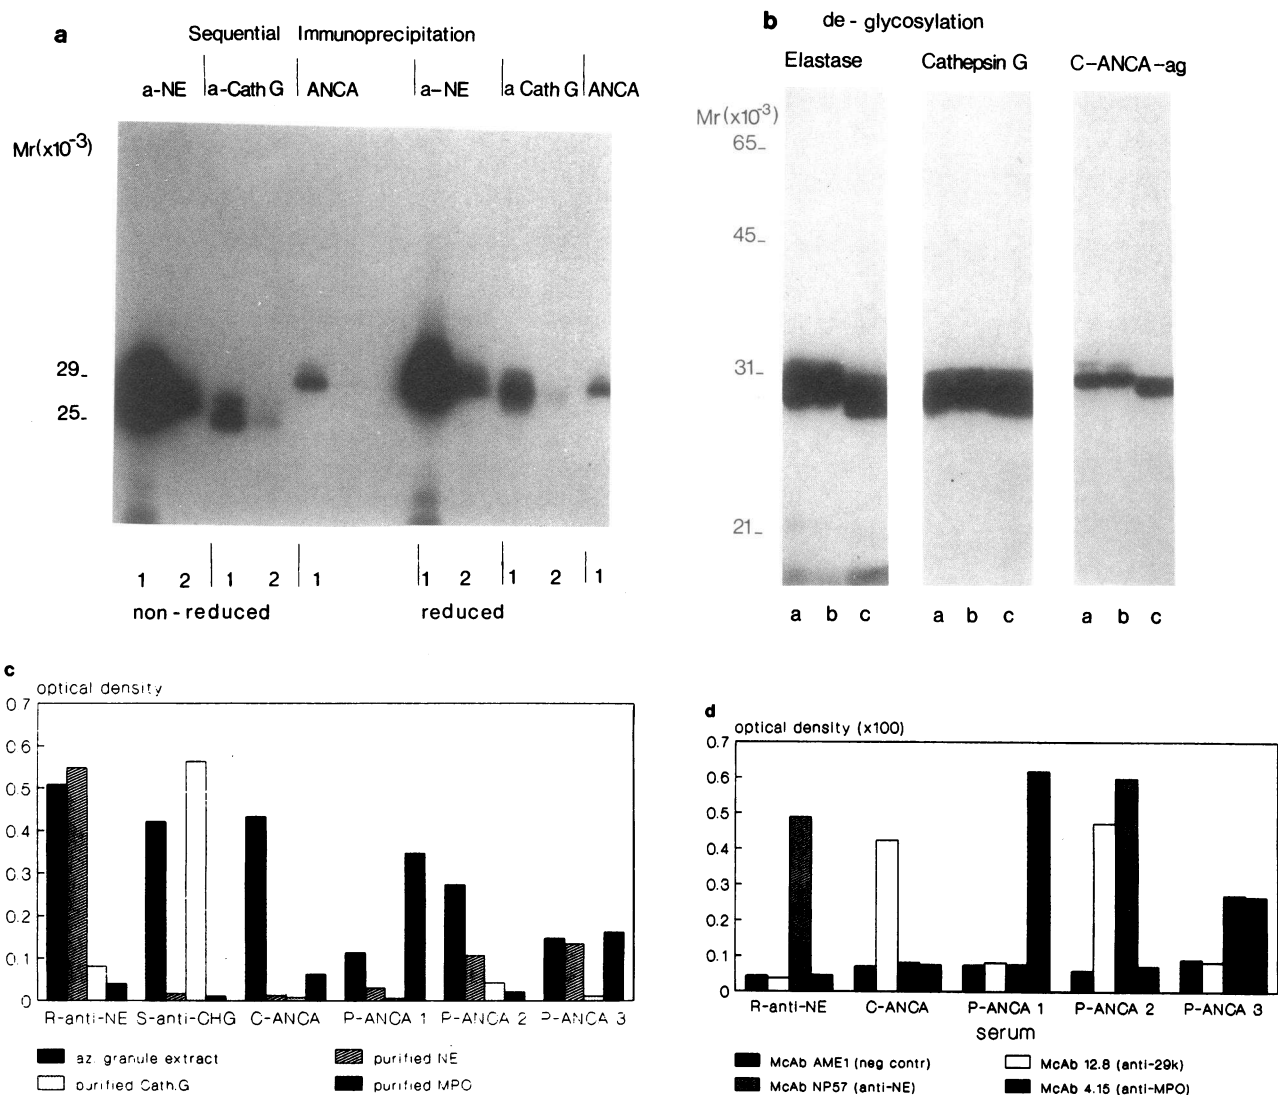 a
Sequential Immunoprecipitation
a-NE a-Cath G ANCA a-NE a Cath G ANCA
Mr(x10-3)
29_
25_
1 2 1 2 1 1 2 1 2 1
non-reduced reduced
b
de-glycosylation
Elastase Cathepsin G C-ANCA-ag
Mr(x10-3)
65_
45_
31_
21_
a b c a b c a b c
c
optical density
0.7
0.6
0.5
0.4
0.3
0.2
0.1
0
R-anti-NE S-anti-CHG C-ANCA P-ANCA 1 P-ANCA 2 P-ANCA 3
az. granule extract purified NE
purified Cath.G purified MPO
d
optical density (x100)
0.7
0.6
0.5
0.4
0.3
0.2
0.1
0
R-anti-NE C-ANCA P-ANCA 1 P-ANCA 2 P-ANCA 3
serum
McAb AME1 (neg contr) McAb 12.8 (anti-29k)
McAb NP57 (anti-NE) McAb 4.15 (anti-MPO)